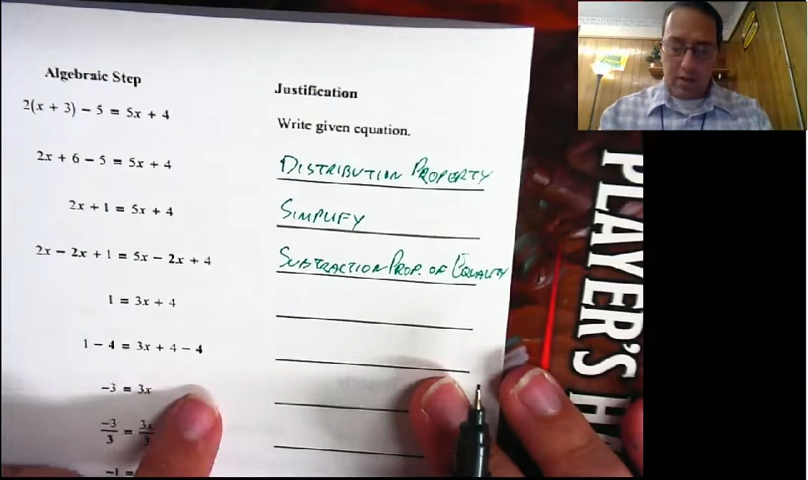 Algebraic Step
Justification
2(x + 3) − 5 = 5x + 4
Write given equation.
2x + 6 − 5 = 5x + 4
DISTRIBUTION PROPERTY
2x + 1 = 5x + 4
SIMPLIFY
2x − 2x + 1 = 5x − 2x + 4
SUBTRACTION PROP. OF EQUALITY
1 = 3x + 4
1 − 4 = 3x + 4 − 4
−3 = 3x
−3/3 = 3x/3
−1 =
PLAYER'S H